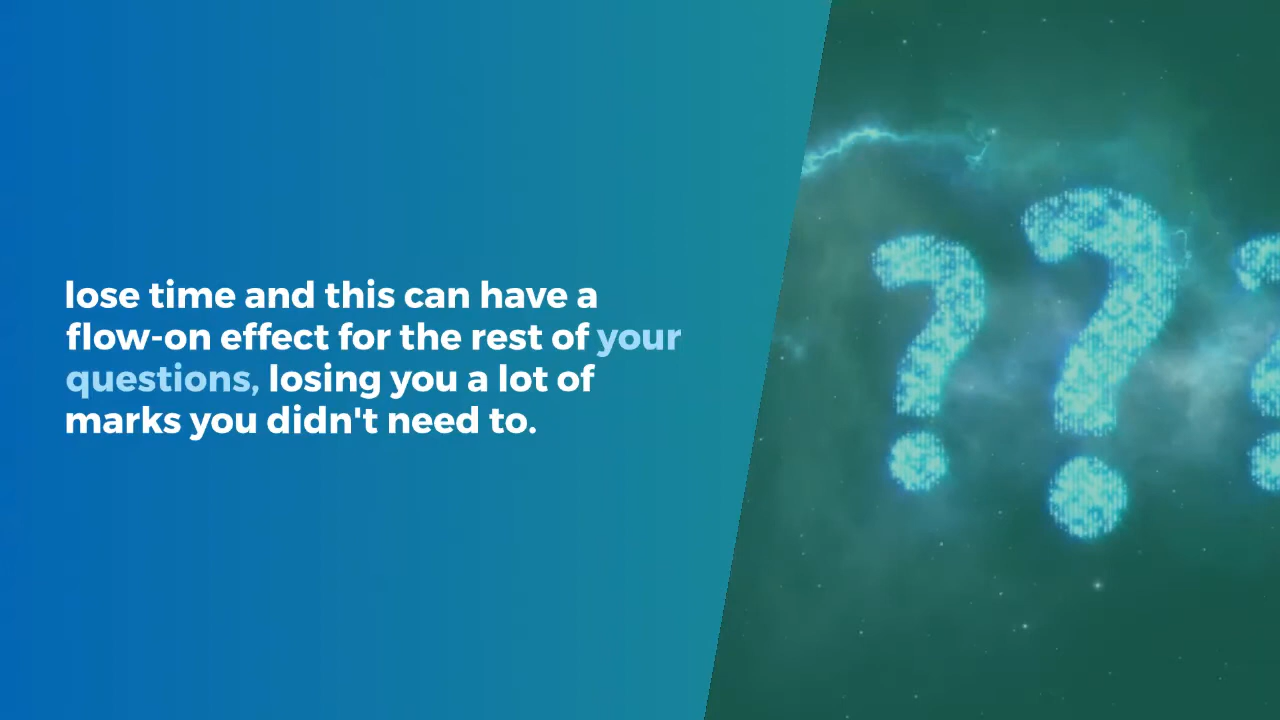 lose time and this can have a
flow-on effect for the rest of your
questions, losing you a lot of
marks you didn't need to.